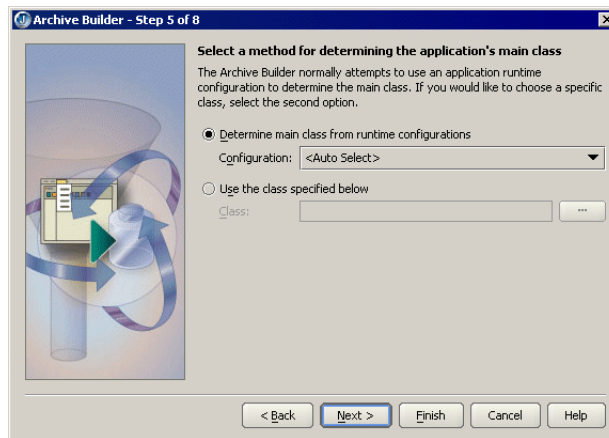 Archive Builder - Step 5 of 8
Select a method for determining the application's main class
The Archive Builder normally attempts to use an application runtime
configuration to determine the main class. If you would like to choose a specific
class, select the second option.
Determine main class from runtime configurations
Configuration: <Auto Select>
Use the class specified below
Class: ...
< Back Next > Finish Cancel Help